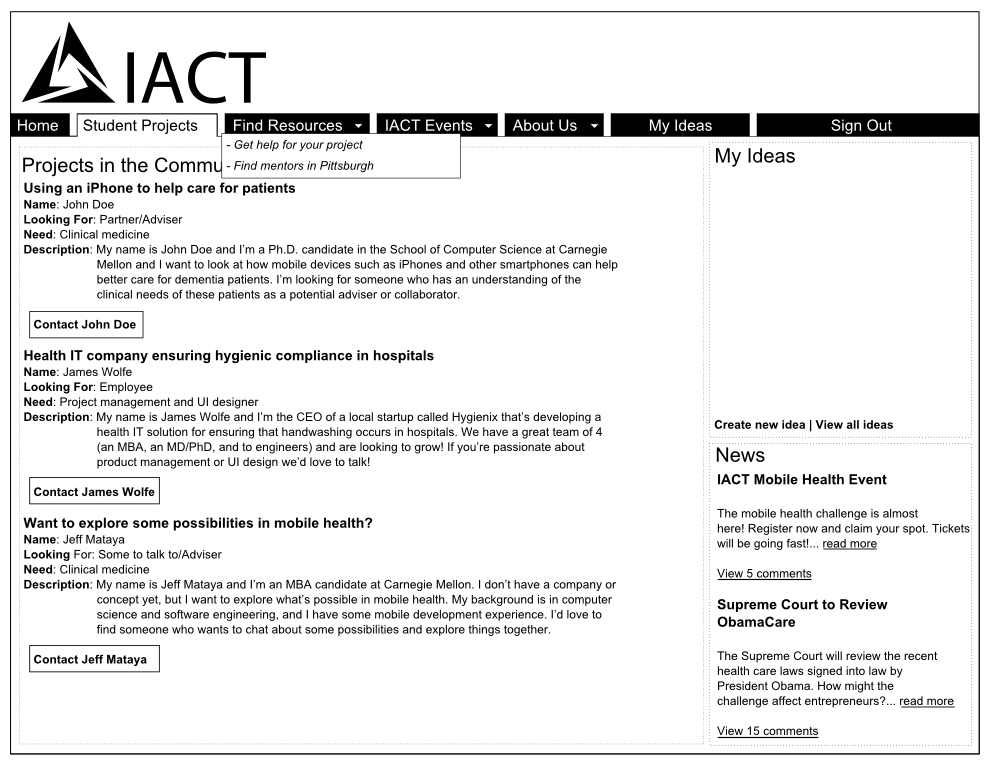 IACT
Home Student Projects Find Resources IACT Events About Us My Ideas Sign Out
- Get help for your project
- Find mentors in Pittsburgh
Projects in the Commu
Using an iPhone to help care for patients
Name: John Doe
Looking For: Partner/Adviser
Need: Clinical medicine
Description: My name is John Doe and I'm a Ph.D. candidate in the School of Computer Science at Carnegie
Mellon and I want to look at how mobile devices such as iPhones and other smartphones can help
better care for dementia patients. I'm looking for someone who has an understanding of the
clinical needs of these patients as a potential adviser or collaborator.
Contact John Doe
Health IT company ensuring hygienic compliance in hospitals
Name: James Wolfe
Looking For: Employee
Need: Project management and UI designer
Description: My name is James Wolfe and I'm the CEO of a local startup called Hygienix that's developing a
health IT solution for ensuring that handwashing occurs in hospitals. We have a great team of 4
(an MBA, an MD/PhD, and to engineers) and are looking to grow! If you're passionate about
product management or UI design we'd love to talk!
Contact James Wolfe
Want to explore some possibilities in mobile health?
Name: Jeff Mataya
Looking For: Some to talk to/Adviser
Need: Clinical medicine
Description: My name is Jeff Mataya and I'm an MBA candidate at Carnegie Mellon. I don't have a company or
concept yet, but I want to explore what's possible in mobile health. My background is in computer
science and software engineering, and I have some mobile development experience. I'd love to
find someone who wants to chat about some possibilities and explore things together.
Contact Jeff Mataya
My Ideas
Create new idea | View all ideas
News
IACT Mobile Health Event
The mobile health challenge is almost
here! Register now and claim your spot. Tickets
will be going fast!... read more
View 5 comments
Supreme Court to Review
ObamaCare
The Supreme Court will review the recent
health care laws signed into law by
President Obama. How might the
challenge affect entrepreneurs?... read more
View 15 comments